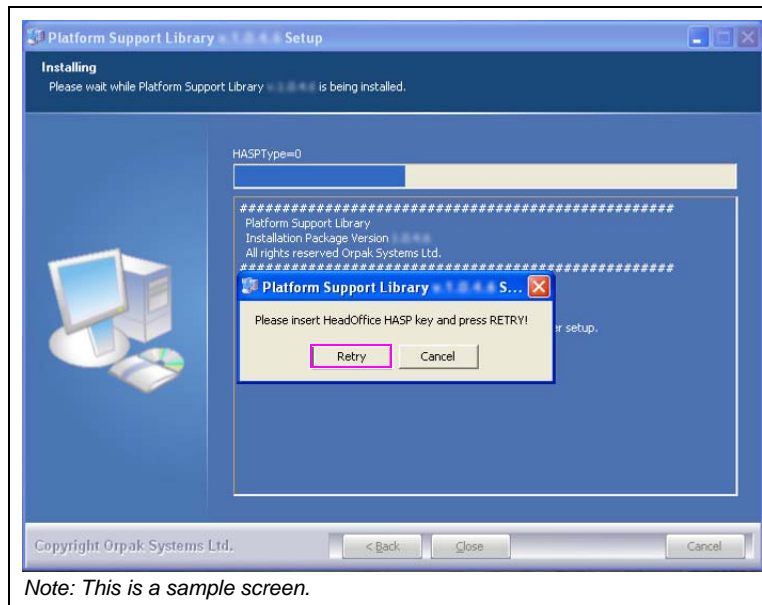 Platform Support Library Setup
Installing
Please wait while Platform Support Library is being installed.
HASPType=0
##################################################
Platform Support Library
Installation Package Version
All rights reserved Orpak Systems Ltd.
##################################################
Platform Support Library S...
Please insert HeadOffice HASP key and press RETRY!
er setup.
Retry Cancel
Copyright Orpak Systems Ltd. < Back Close Cancel
Note: This is a sample screen.